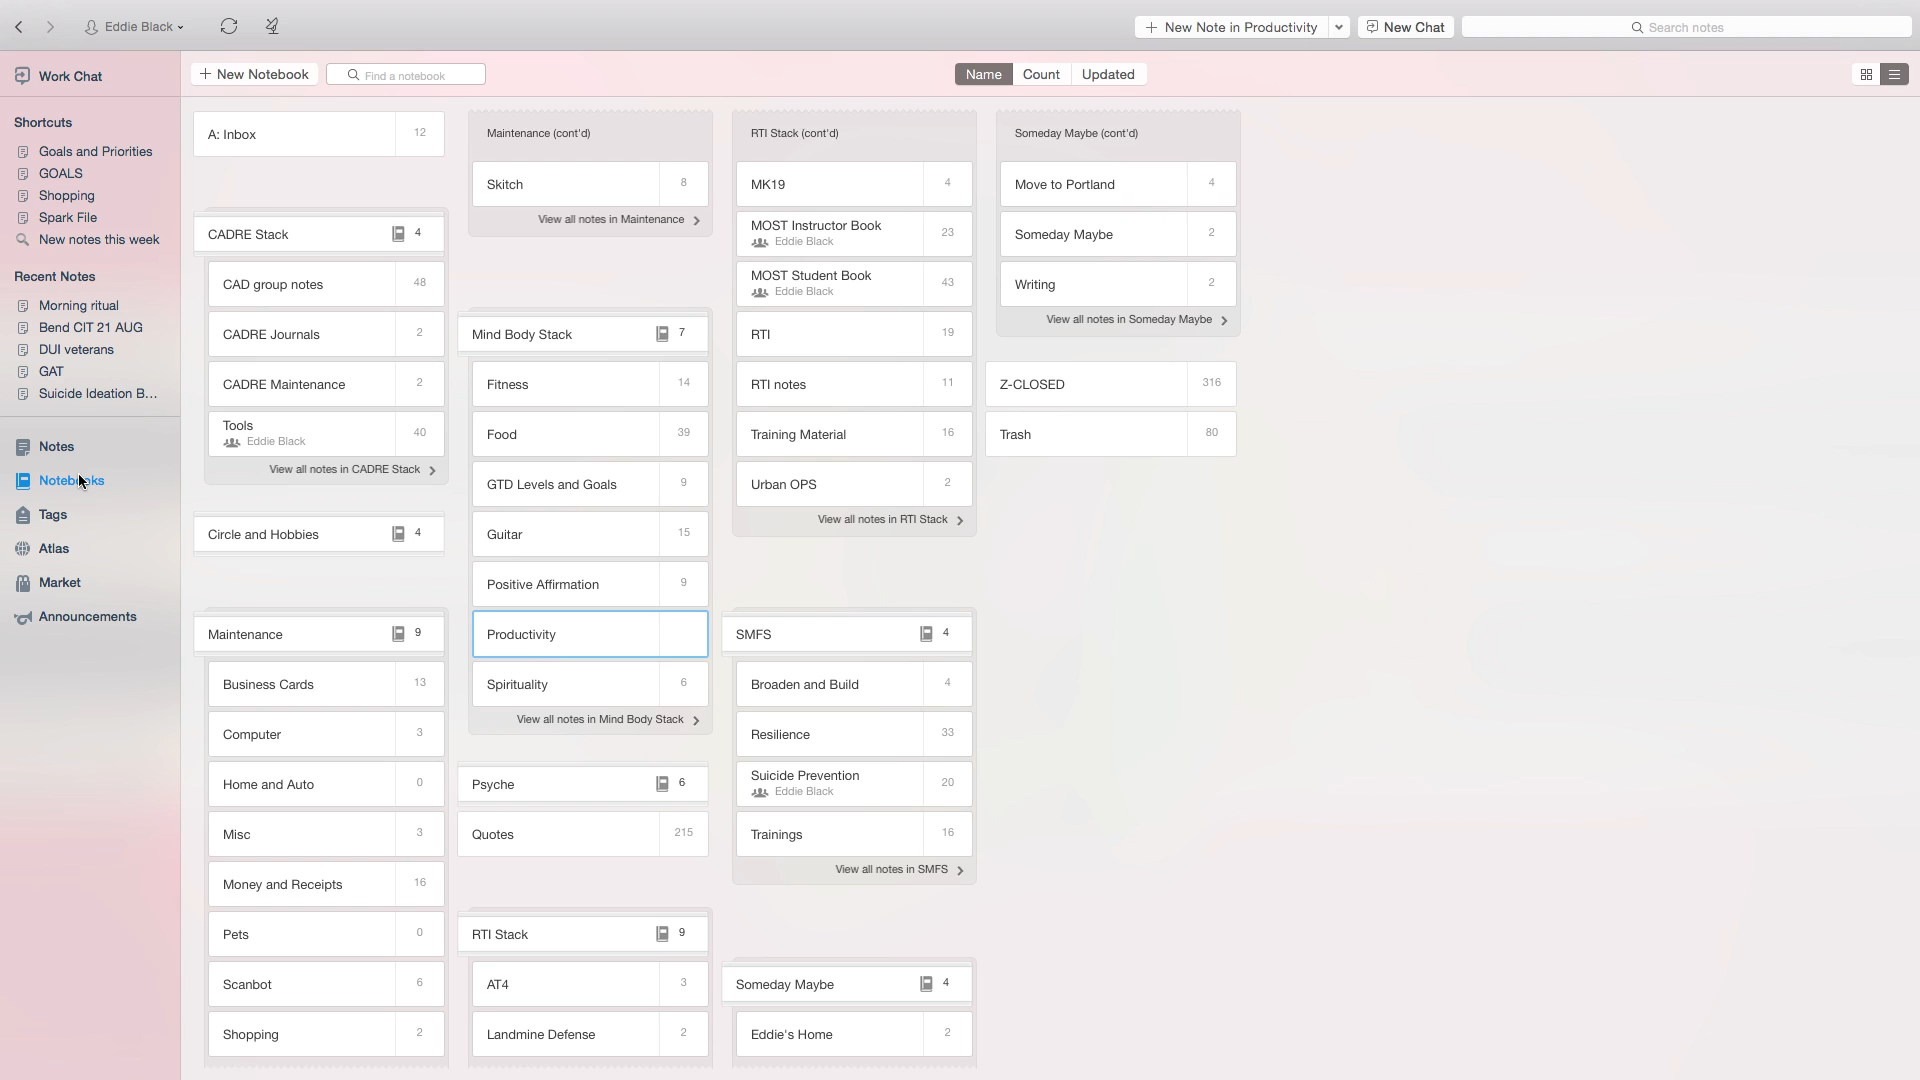 Eddie Black
New Note in Productivity
New Chat
Search notes
Work Chat
New Notebook
Find a notebook
Name
Count
Updated
Shortcuts
Goals and Priorities
GOALS
Shopping
Spark File
New notes this week
Recent Notes
Morning ritual
Bend CIT 21 AUG
DUI veterans
GAT
Suicide Ideation B...
Notes
Notebooks
Tags
Atlas
Market
Announcements
A: Inbox 12
CADRE Stack 4
CAD group notes 48
CADRE Journals 2
CADRE Maintenance 2
Tools 40
Eddie Black
View all notes in CADRE Stack
Circle and Hobbies 4
Maintenance 9
Business Cards 13
Computer 3
Home and Auto 0
Misc 3
Money and Receipts 16
Pets 0
Scanbot 6
Shopping 2
Maintenance (cont'd)
Skitch 8
View all notes in Maintenance
Mind Body Stack 7
Fitness 14
Food 39
GTD Levels and Goals 9
Guitar 15
Positive Affirmation 9
Productivity
Spirituality 6
View all notes in Mind Body Stack
Psyche 6
Quotes 215
RTI Stack 9
AT4 3
Landmine Defense 2
RTI Stack (cont'd)
MK19 4
MOST Instructor Book 23
Eddie Black
MOST Student Book 43
Eddie Black
RTI 19
RTI notes 11
Training Material 16
Urban OPS 2
View all notes in RTI Stack
SMFS 4
Broaden and Build 4
Resilience 33
Suicide Prevention 20
Eddie Black
Trainings 16
View all notes in SMFS
Someday Maybe 4
Eddie's Home 2
Someday Maybe (cont'd)
Move to Portland 4
Someday Maybe 2
Writing 2
View all notes in Someday Maybe
Z-CLOSED 316
Trash 80